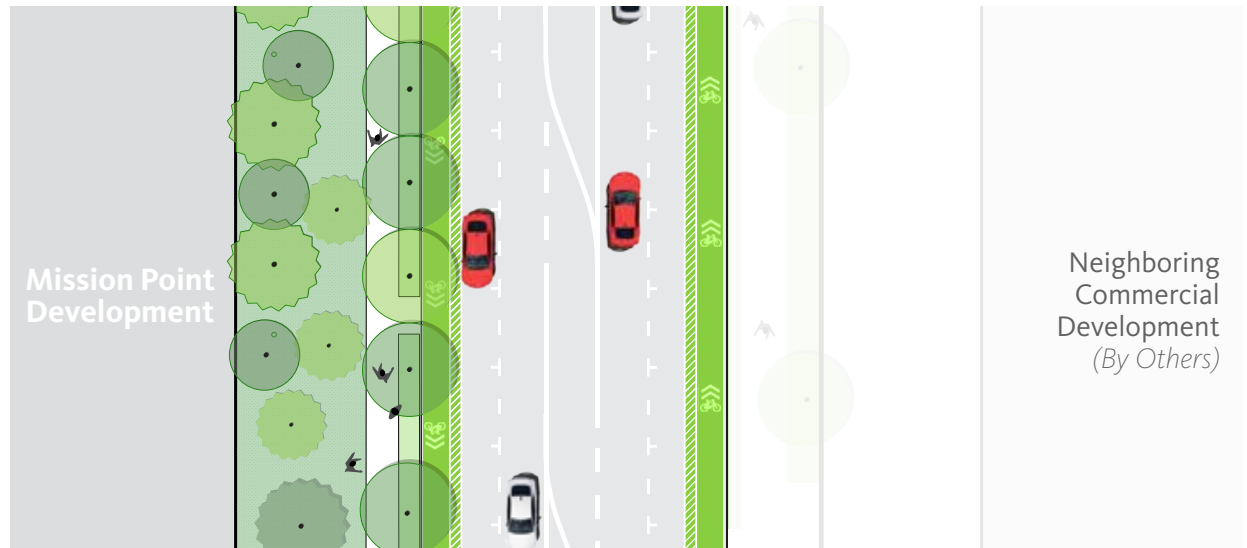 Mission Point
Development
Neighboring
Commercial
Development
(By Others)